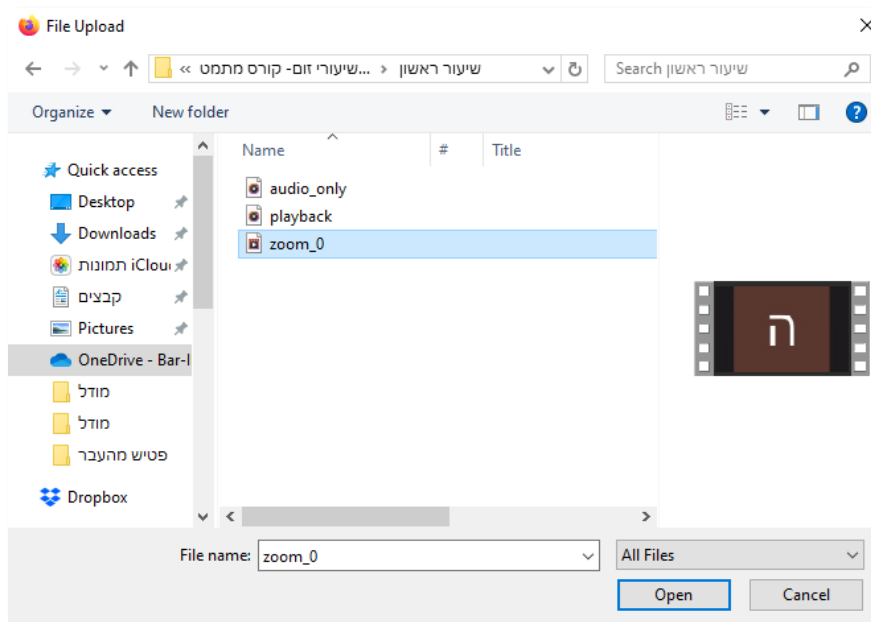 File Upload
שיעורי זום- קורס מתמט... › שיעור ראשון
Search שיעור ראשון
Organize New folder
Name # Title
Quick access
Desktop
Downloads
תמונות iClou
קבצים
Pictures
OneDrive - Bar-I
מודל
מודל
פטיש מהעבר
Dropbox
audio_only
playback
zoom_0
ה
File name: zoom_0 All Files
Open Cancel